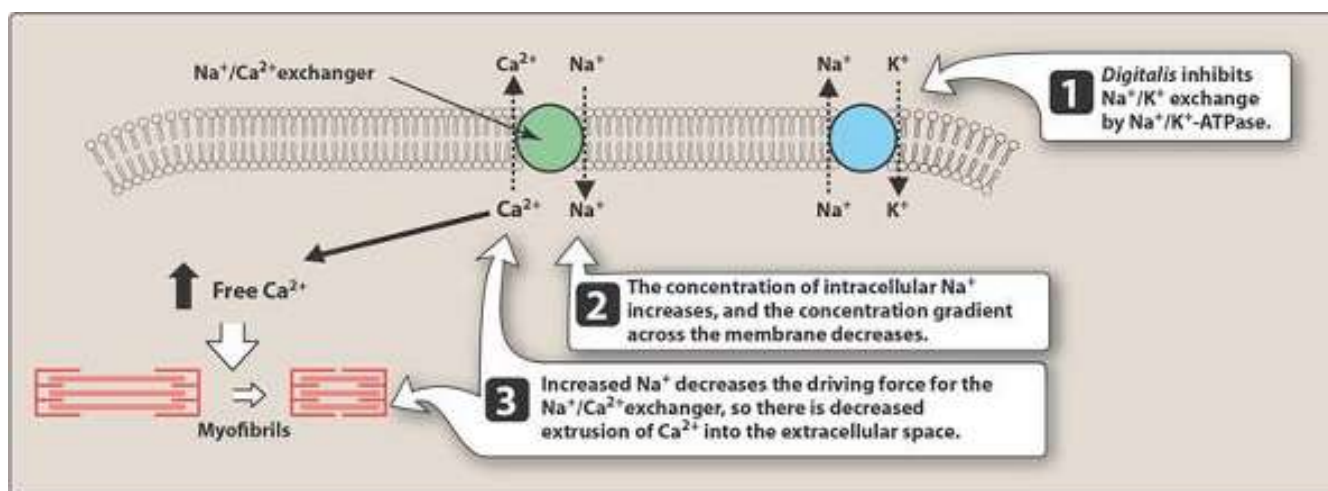 Na⁺/Ca²⁺exchanger
Ca²⁺ Na⁺
Na⁺ K⁺
1 Digitalis inhibits
Na⁺/K⁺ exchange
by Na⁺/K⁺-ATPase.
Ca²⁺ Na⁺
Na⁺ K⁺
Free Ca²⁺
2 The concentration of intracellular Na⁺
increases, and the concentration gradient
across the membrane decreases.
3 Increased Na⁺ decreases the driving force for the
Na⁺/Ca²⁺exchanger, so there is decreased
extrusion of Ca²⁺ into the extracellular space.
Myofibrils